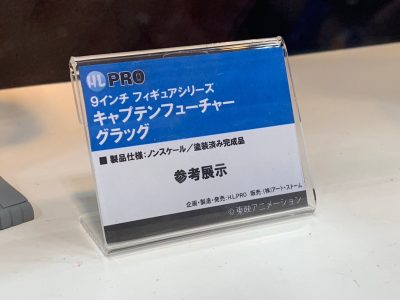 HL PRO
9インチ フィギュアシリーズ
キャプテンフューチャー
グラッグ
■ 製品仕様：ノンスケール／塗装済み完成品
参考展示
企画・製造・発売：HLPRO 販売（株）アート・ストーム
©東映アニメーション